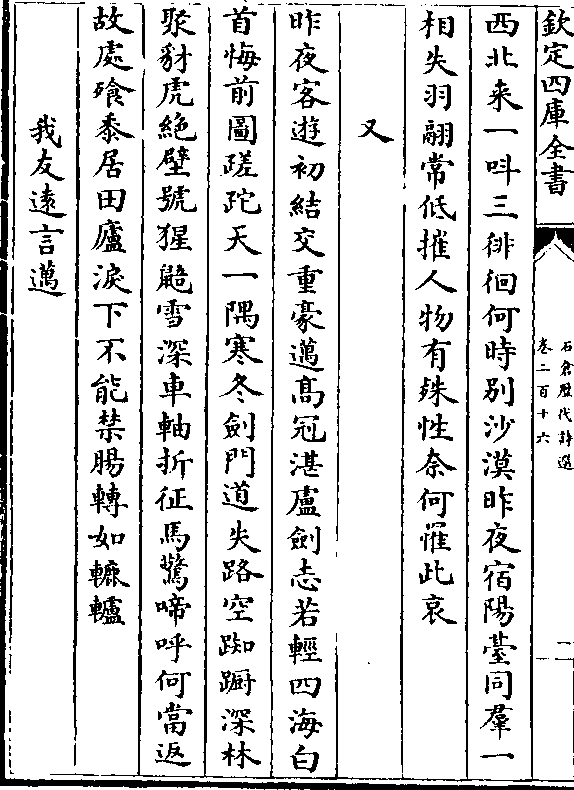 欽定四庫全書
石倉歷代詩選
卷二百十六
一
西北来一呌三徘徊何時别沙漠昨夜宿陽臺同羣一
相失羽翮常低摧人物有殊性奈何罹此哀
又
昨夜客遊初結交重豪邁髙冠湛盧劍志若輕四海白
首悔前圖蹉跎天一隅寒冬劍門道失路空踟蹰深林
聚豺虎絶壁號猩鼯雪深車軸折征馬驚啼呼何當返
故處飱黍居田廬淚下不能禁腸轉如轣轤
我友遠言邁